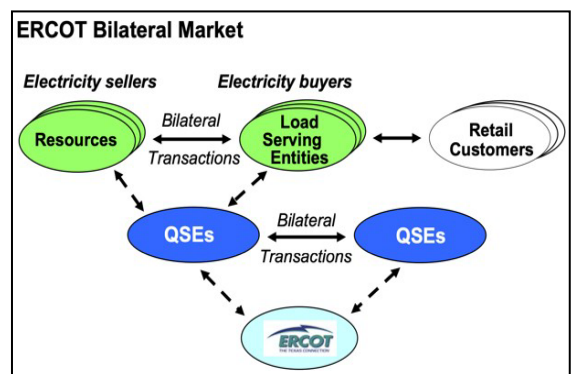 ERCOT Bilateral Market
Electricity sellers
Electricity buyers
Resources
Bilateral
Transactions
Load
Serving
Entities
Retail
Customers
QSEs
Bilateral
Transactions
QSEs
ERCOT
THE TEXAS CONNECTION